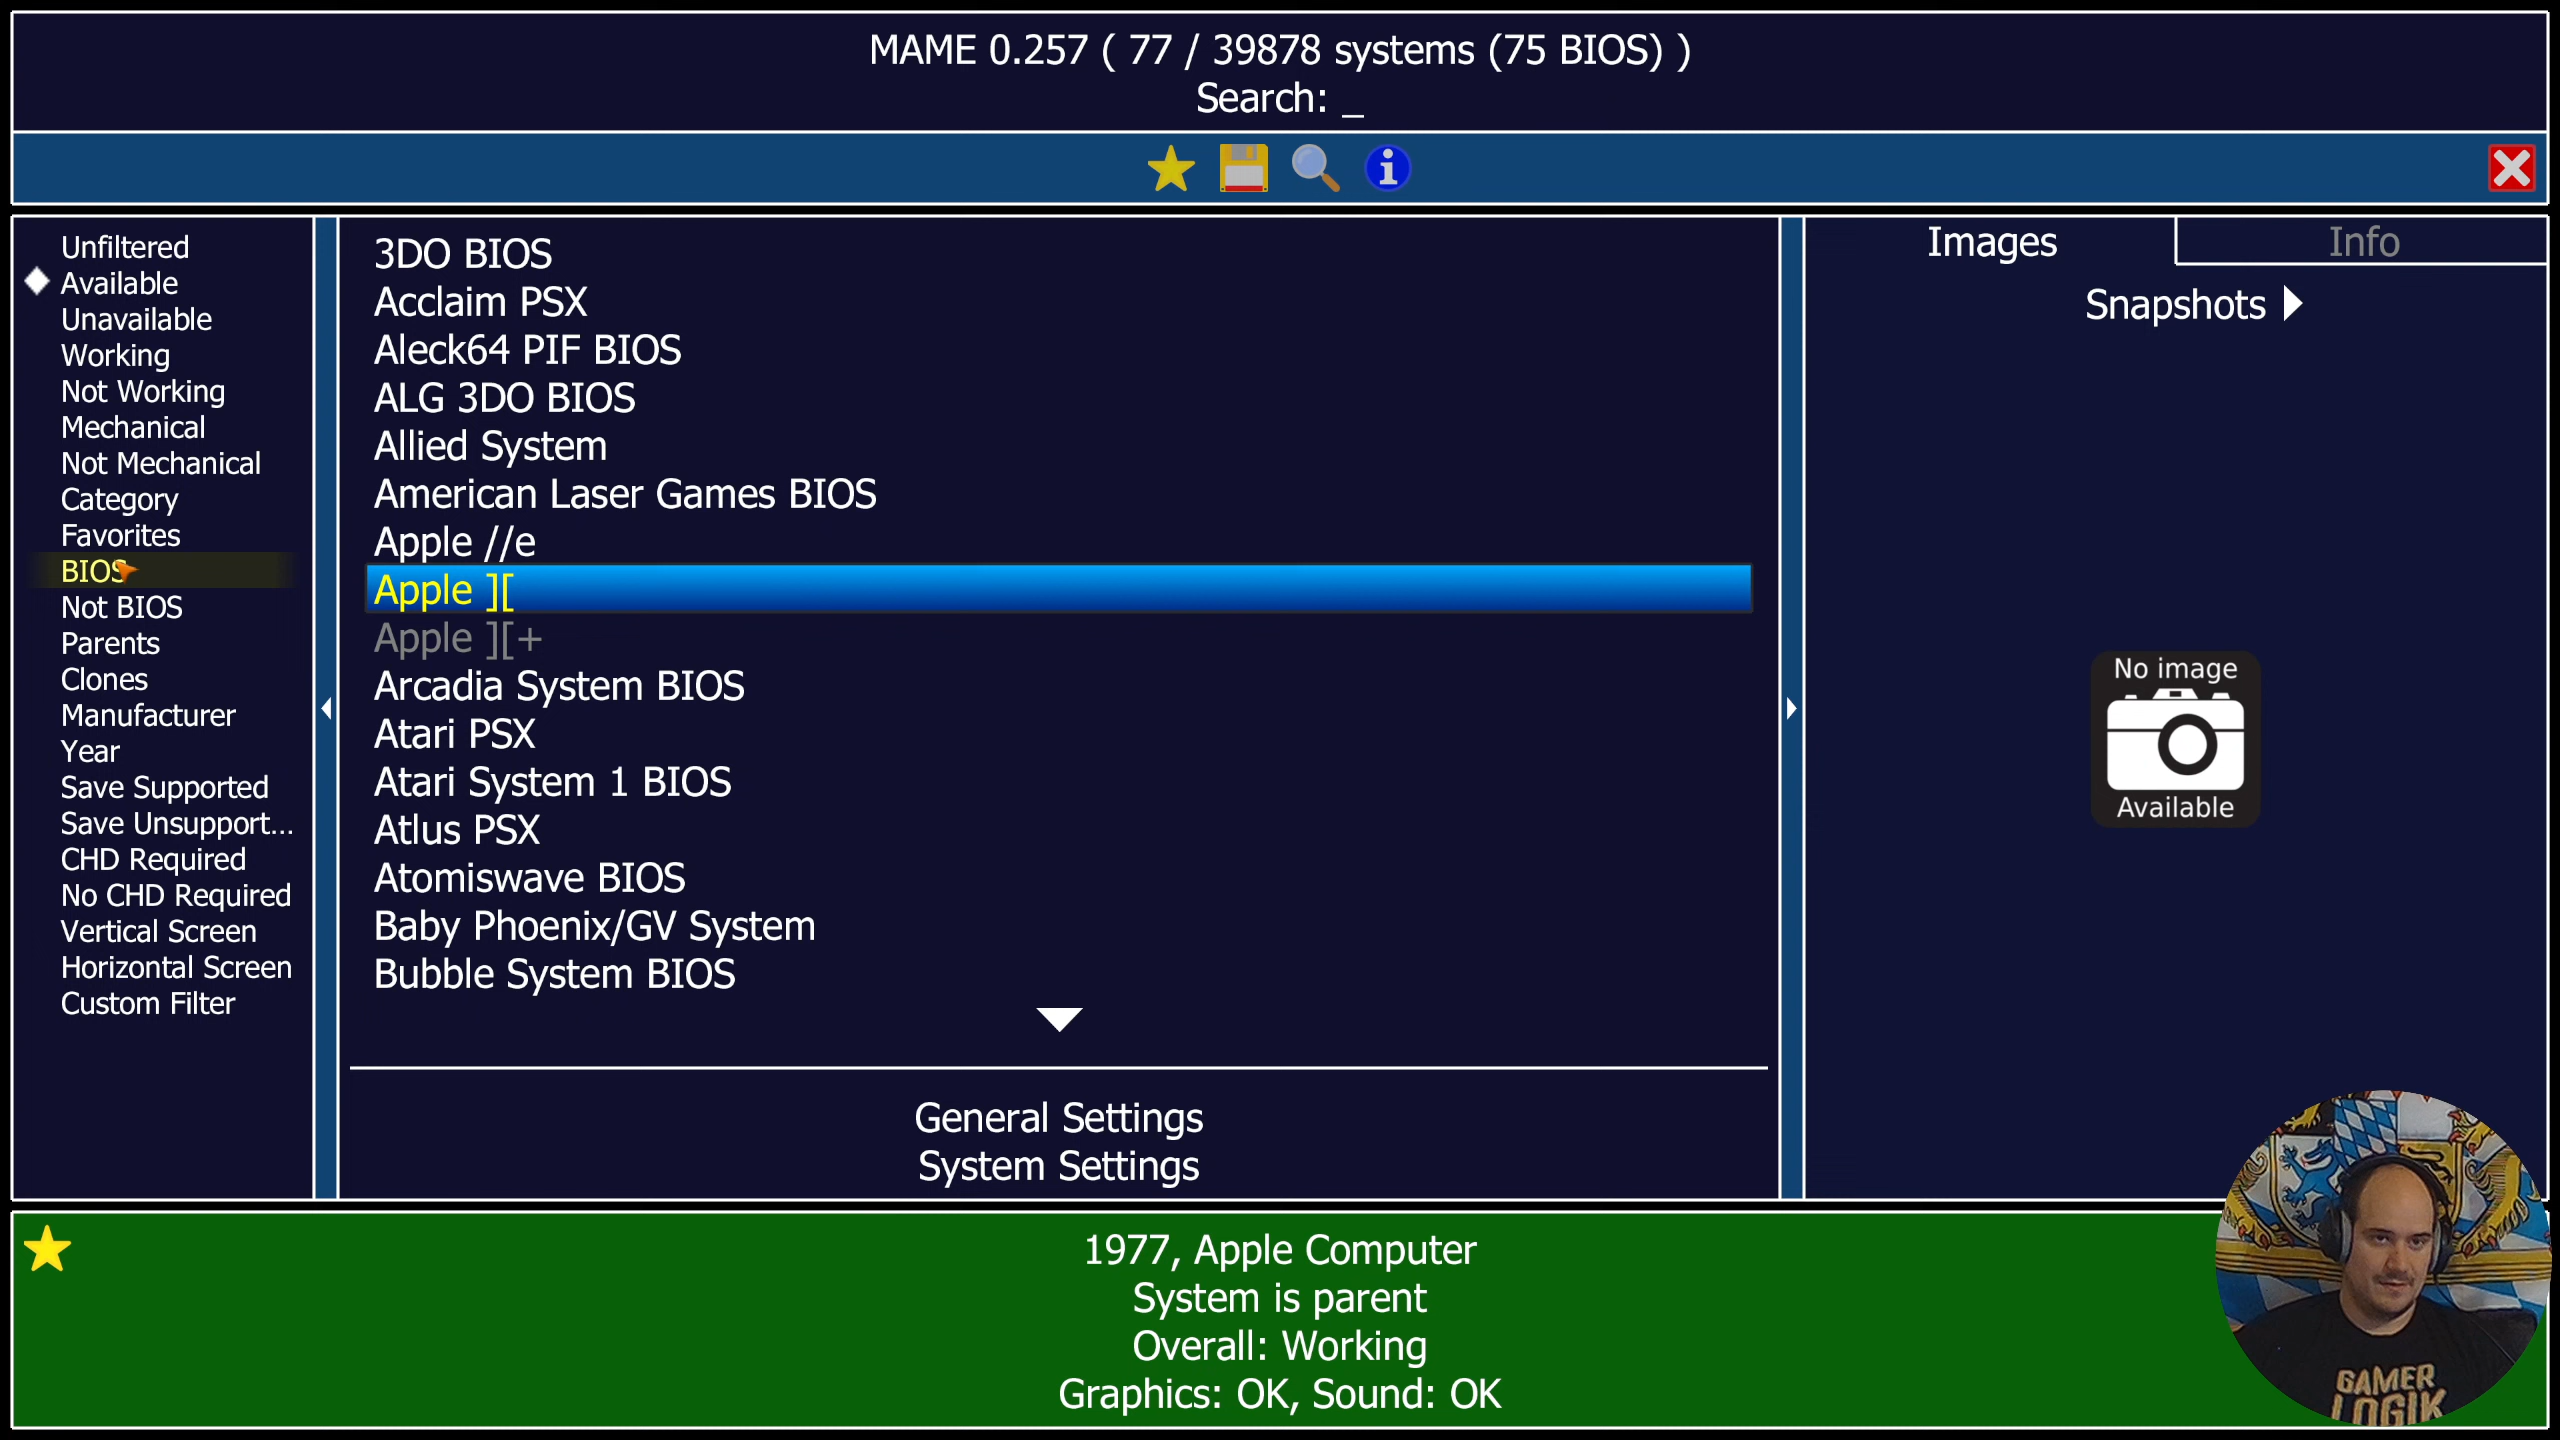 MAME 0.257 ( 77 / 39878 systems (75 BIOS) )
Search: _
Unfiltered
Available
Unavailable
Working
Not Working
Mechanical
Not Mechanical
Category
Favorites
BIOS
Not BIOS
Parents
Clones
Manufacturer
Year
Save Supported
Save Unsupport...
CHD Required
No CHD Required
Vertical Screen
Horizontal Screen
Custom Filter
3DO BIOS
Acclaim PSX
Aleck64 PIF BIOS
ALG 3DO BIOS
Allied System
American Laser Games BIOS
Apple //e
Apple ][
Apple ][+
Arcadia System BIOS
Atari PSX
Atari System 1 BIOS
Atlus PSX
Atomiswave BIOS
Baby Phoenix/GV System
Bubble System BIOS
General Settings
System Settings
Images
Info
Snapshots
No image
Available
1977, Apple Computer
System is parent
Overall: Working
Graphics: OK, Sound: OK
GAMER
LOGIK